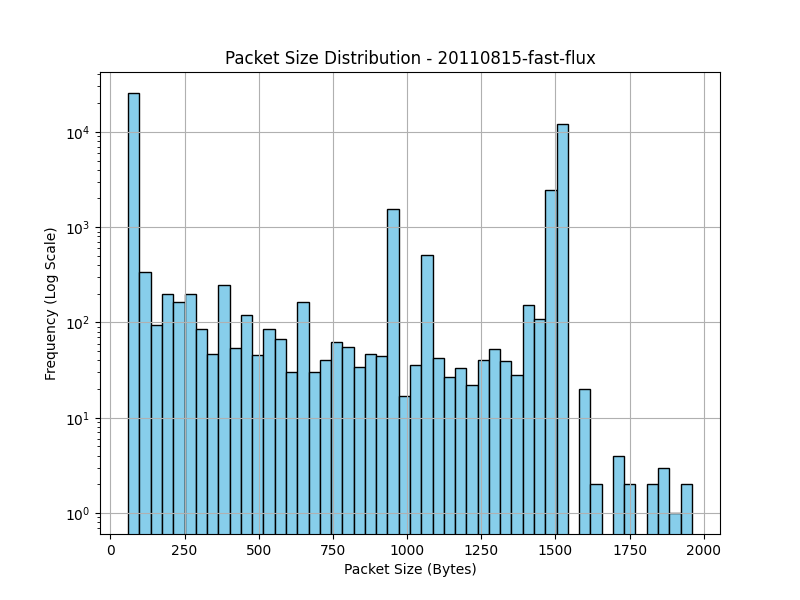 Packet Size Distribution - 20110815-fast-flux
Frequency (Log Scale)
10⁴
10³
10²
10¹
10⁰
0 250 500 750 1000 1250 1500 1750 2000
Packet Size (Bytes)